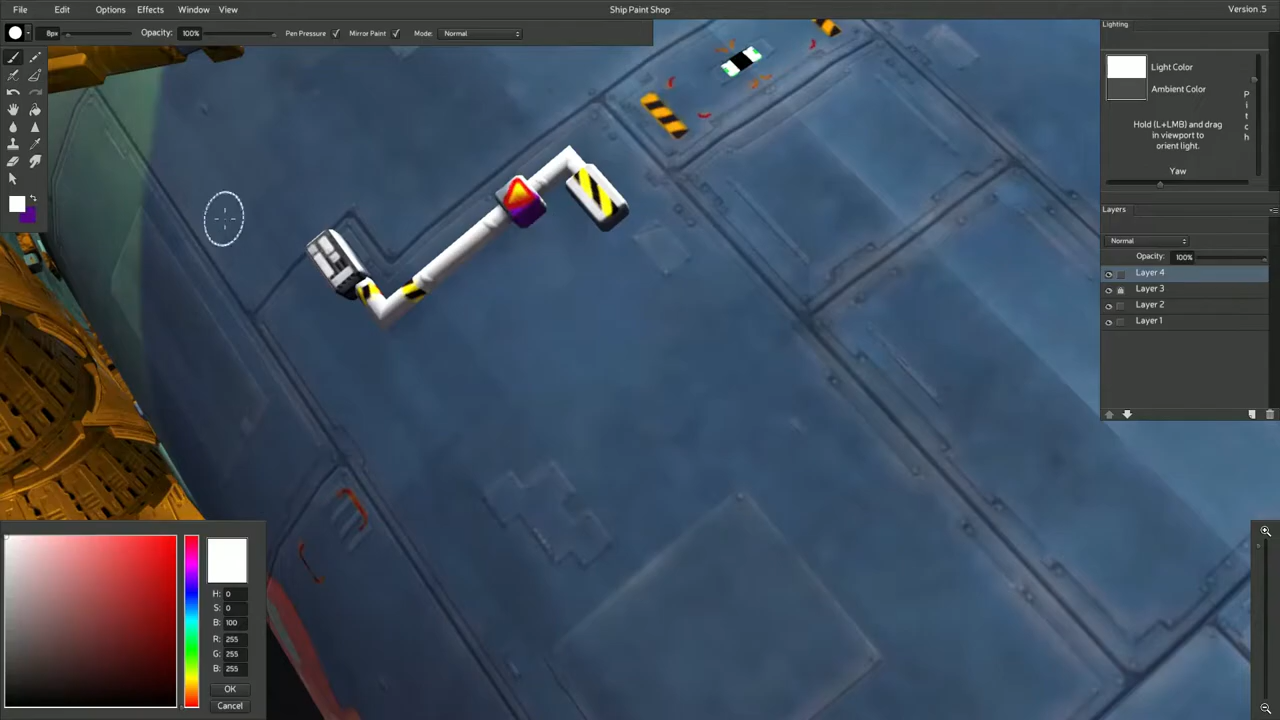 File Edit Options Effects Window View Ship Paint Shop Version .5
8px Opacity: 100% Pen Pressure Mirror Paint Mode: Normal
Lighting
Light Color
Ambient Color
Pitch
Hold (L+LMB) and drag
in viewport to
orient light.
Yaw
Layers
Normal
Opacity: 100%
Layer 4
Layer 3
Layer 2
Layer 1
H: 0
S: 0
B: 100
R: 255
G: 255
B: 255
OK
Cancel